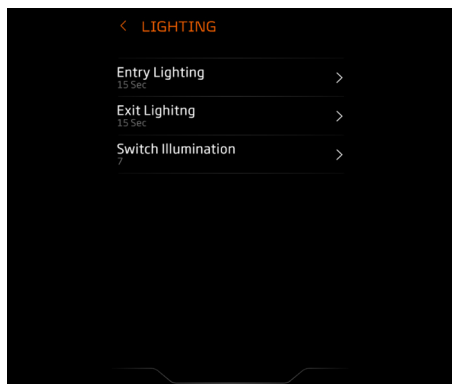 LIGHTING
Entry Lighting
15 Sec
Exit Lighitng
15 Sec
Switch Illumination
7